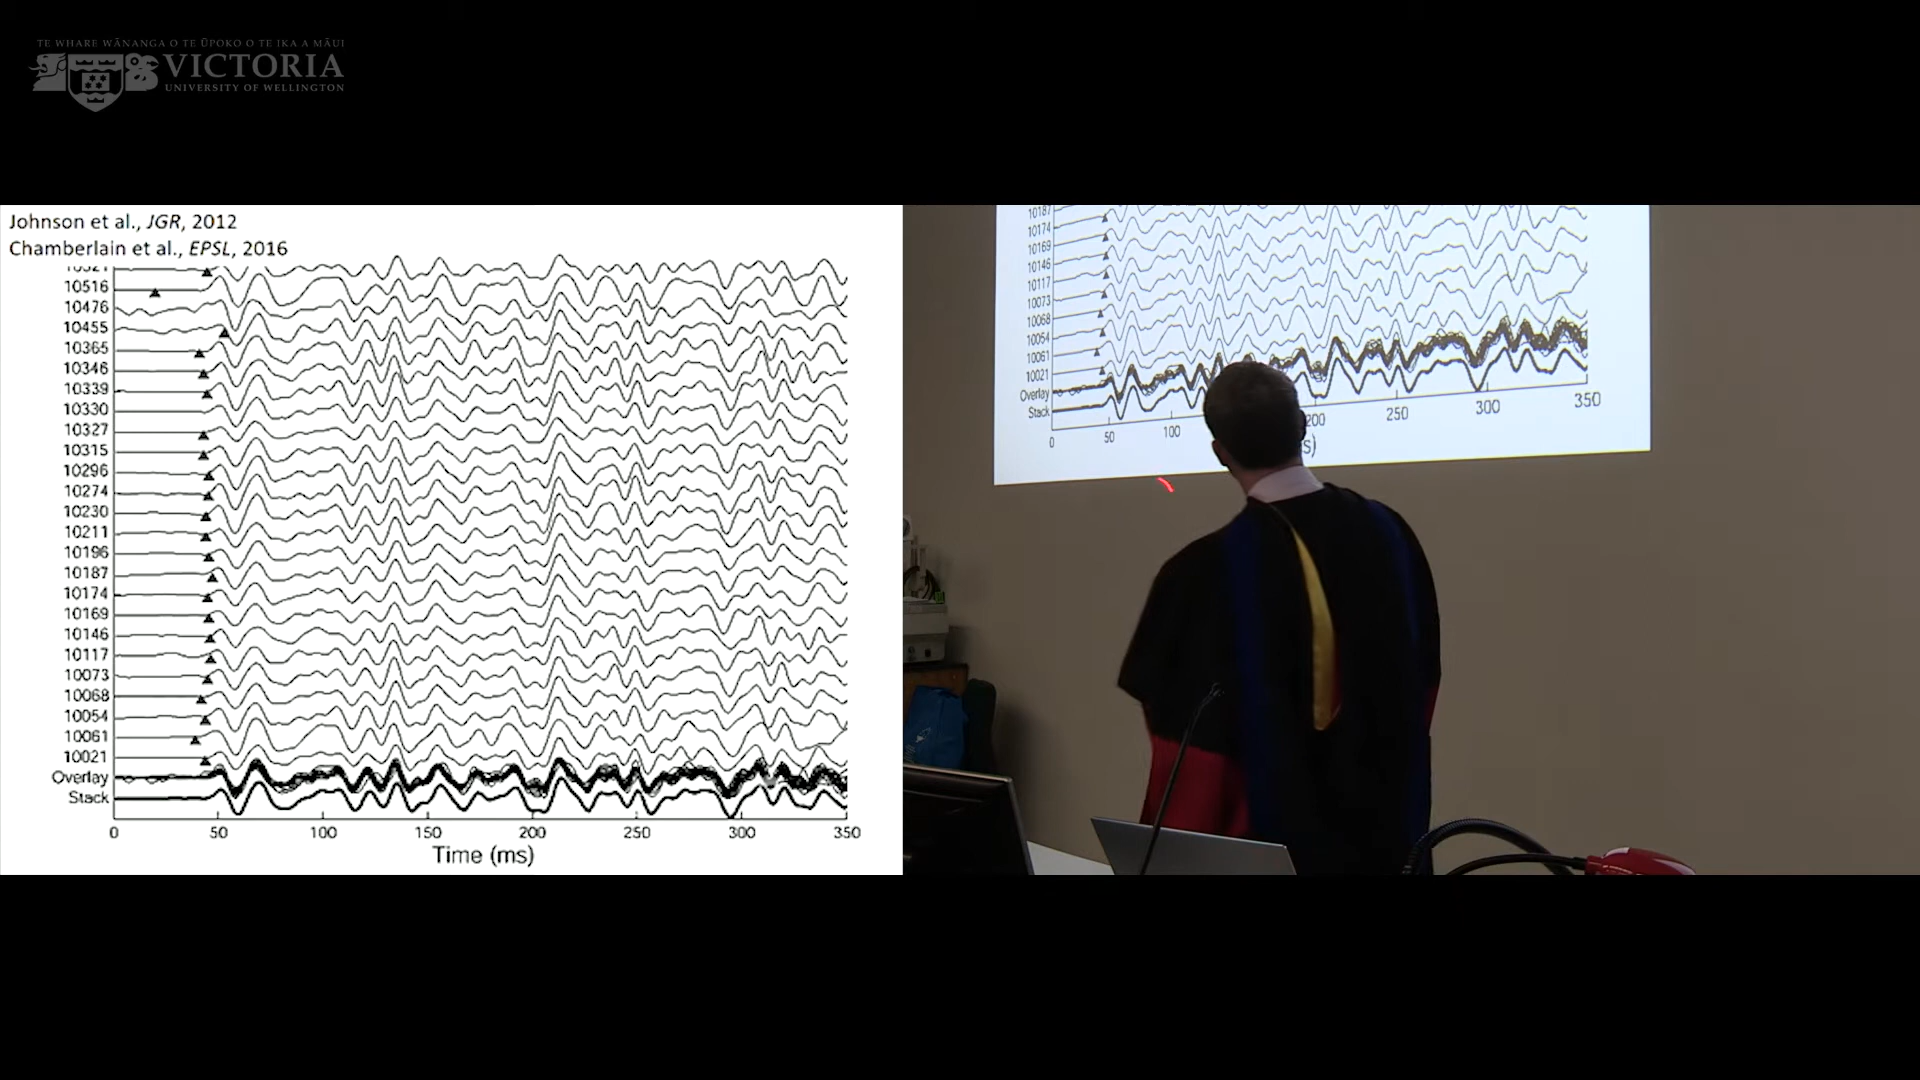 TE WHARE WĀNANGA O TE ŪPOKO O TE IKA A MĀUI
VICTORIA
UNIVERSITY OF WELLINGTON
Johnson et al., JGR, 2012
Chamberlain et al., EPSL, 2016
10516
10476
10455
10365
10346
10339
10330
10327
10315
10296
10274
10230
10211
10196
10187
10174
10169
10146
10117
10073
10068
10054
10061
10021
Overlay
Stack
0 50 100 150 200 250 300 350
Time (ms)
10187
10174
10169
10146
10117
10073
10068
10054
10061
10021
Overlay
Stack
0 50 100 200 250 300 350
s)